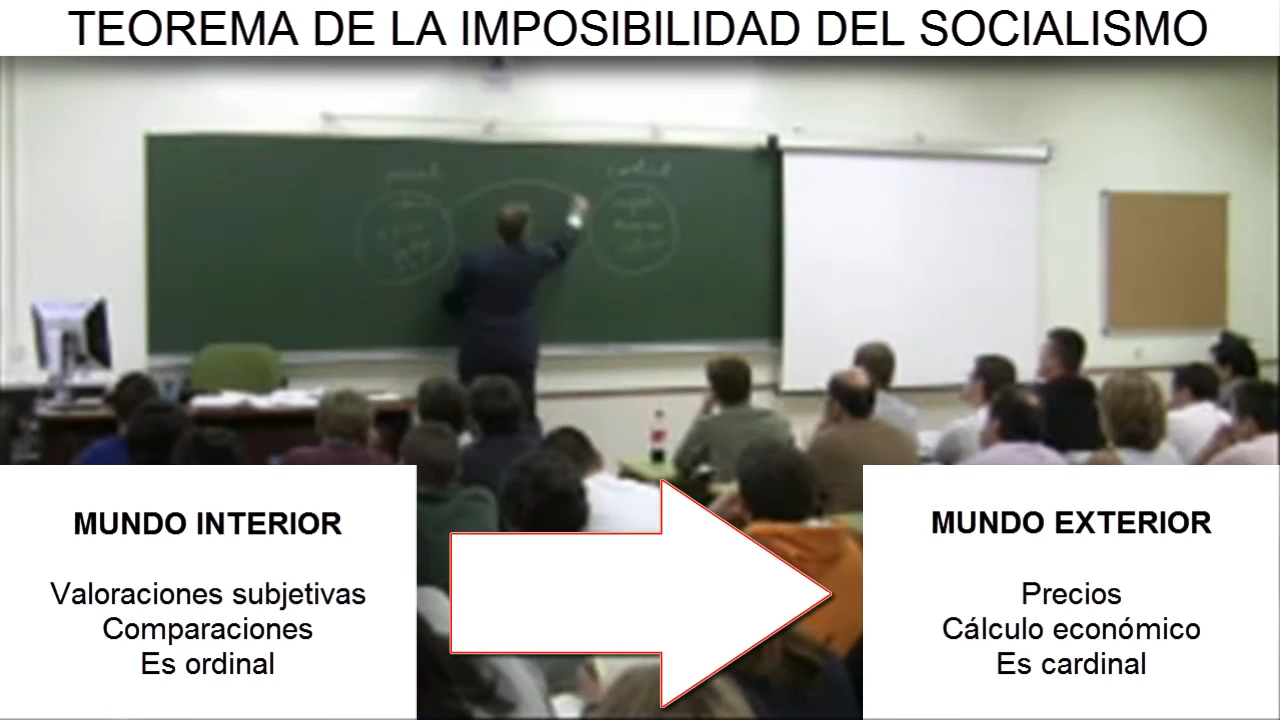 TEOREMA DE LA IMPOSIBILIDAD DEL SOCIALISMO
MUNDO INTERIOR
Valoraciones subjetivas
Comparaciones
Es ordinal
MUNDO EXTERIOR
Precios
Cálculo económico
Es cardinal